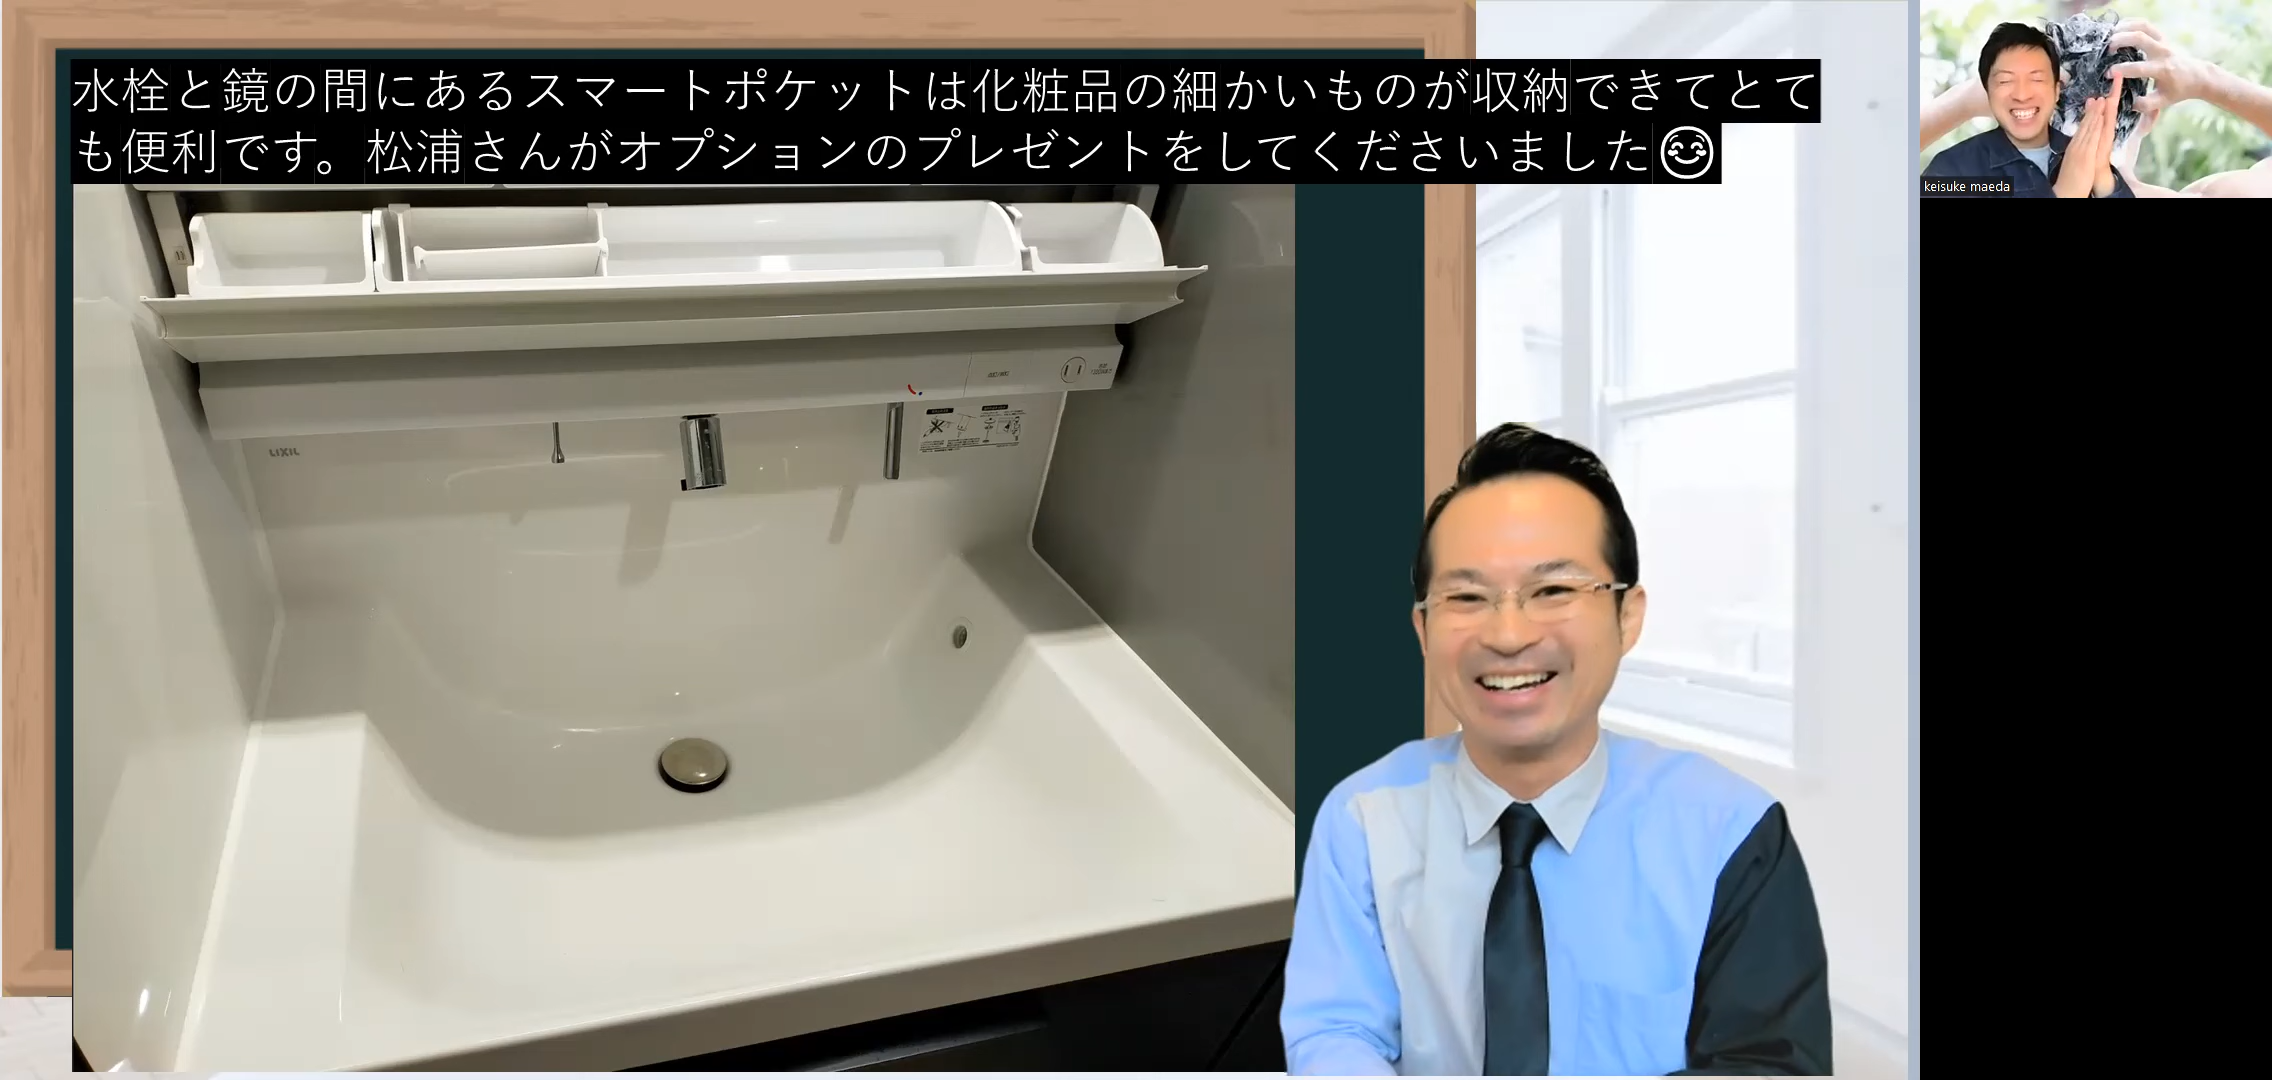 水栓と鏡の間にあるスマートポケットは化粧品の細かいものが収納できてとて
も便利です。松浦さんがオプションのプレゼントをしてくださいました😊
keisuke maeda
LIXIL